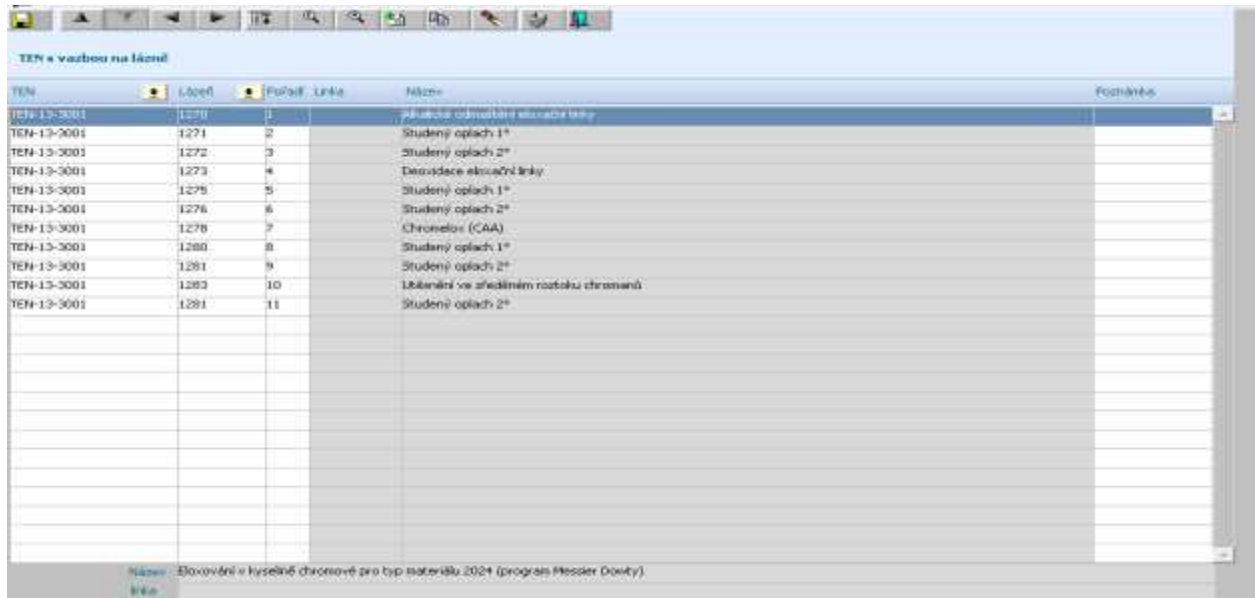 TEN s vazbou na lázně
TEN Lázeň Pořadí Linka Název Poznámka
TEN-13-3001 1270 1 Alkalické odmaštění eloxační linky
TEN-13-3001 1271 2 Studený oplach 1°
TEN-13-3001 1272 3 Studený oplach 2°
TEN-13-3001 1273 4 Deoxidace eloxační linky
TEN-13-3001 1275 5 Studený oplach 1°
TEN-13-3001 1276 6 Studený oplach 2°
TEN-13-3001 1278 7 Chromelox (CAA)
TEN-13-3001 1280 8 Studený oplach 1°
TEN-13-3001 1281 9 Studený oplach 2°
TEN-13-3001 1283 10 Utěsnění ve zředěném roztoku chromanů
TEN-13-3001 1281 11 Studený oplach 2°
Název Eloxování v kyselině chromové pro typ materiálu 2024 (program Messier Dowty)
linka